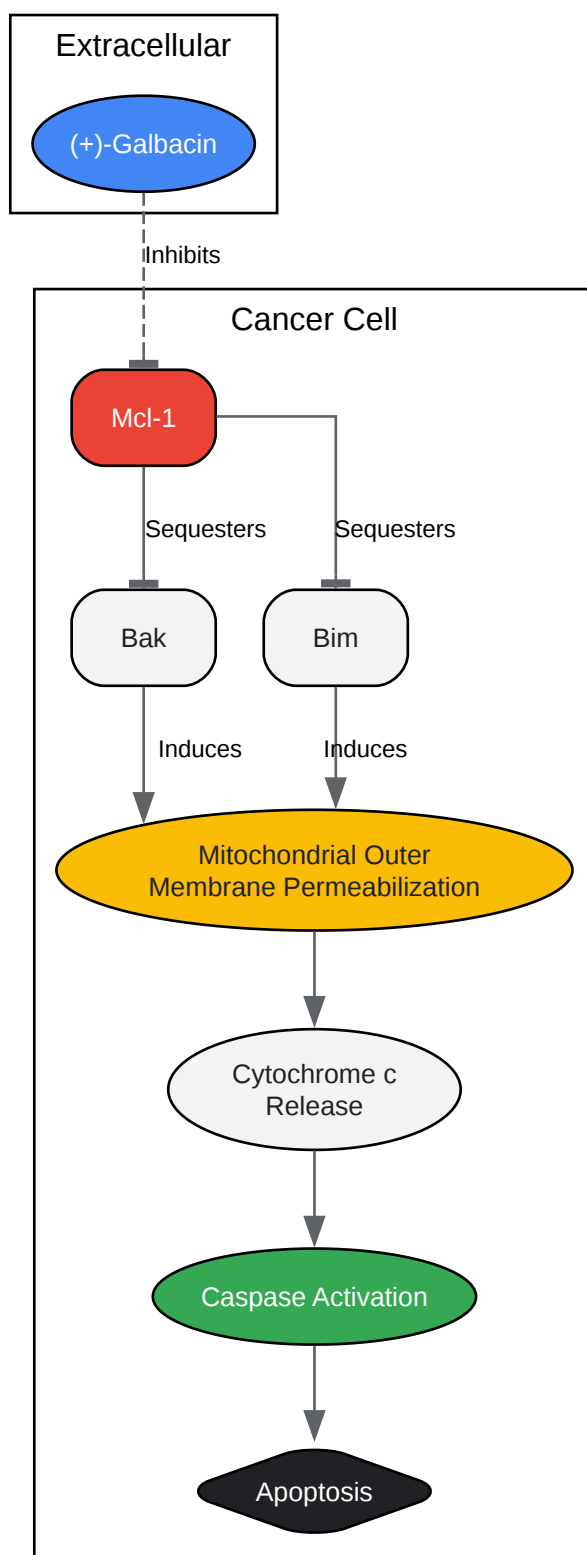 Extracellular
(+)-Galbacin
Inhibits
Cancer Cell
Mcl-1
Sequesters
Sequesters
Bak
Bim
Induces
Induces
Mitochondrial Outer
Membrane Permeabilization
Cytochrome c
Release
Caspase Activation
Apoptosis